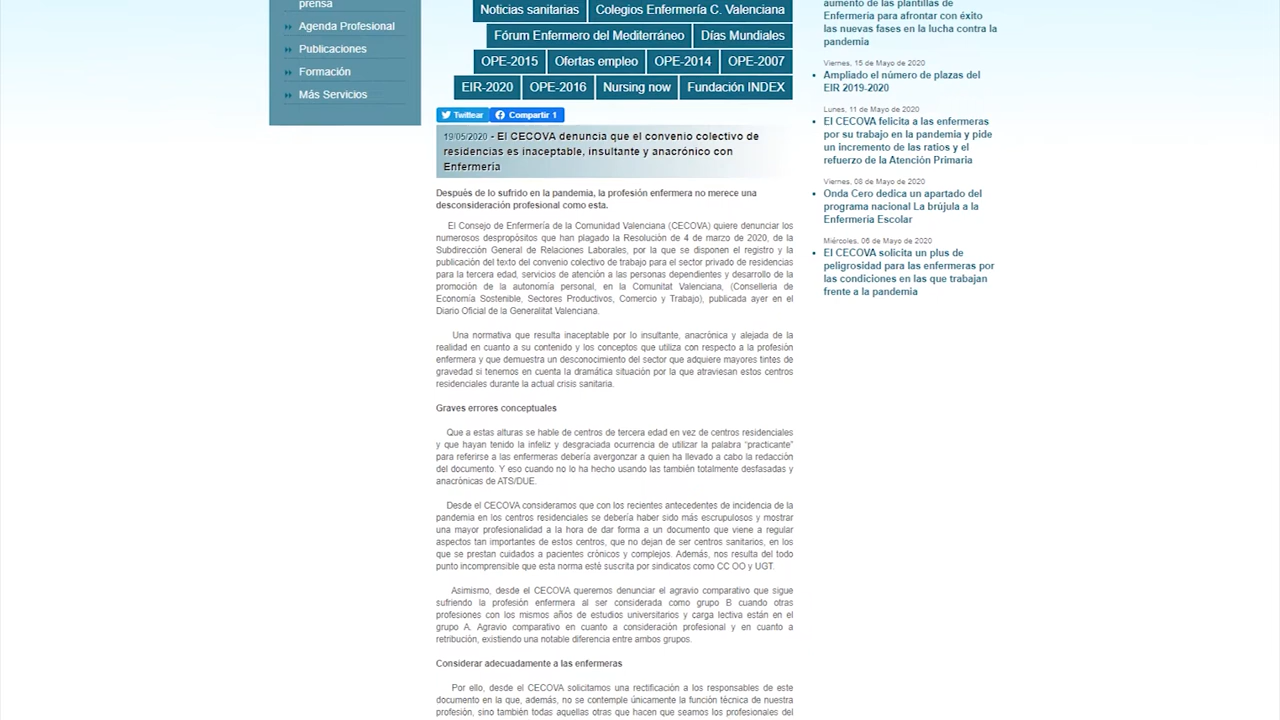 prensa
Agenda Profesional
Publicaciones
Formación
Más Servicios
Noticias sanitarias
Colegios Enfermería C. Valenciana
Fórum Enfermero del Mediterráneo
Días Mundiales
OPE-2015
Ofertas empleo
OPE-2014
OPE-2007
EIR-2020
OPE-2016
Nursing now
Fundación INDEX
Twittear
Compartir 1
19/05/2020 - El CECOVA denuncia que el convenio colectivo de
residencias es inaceptable, insultante y anacrónico con
Enfermería
Después de lo sufrido en la pandemia, la profesión enfermera no merece una
desconsideración profesional como esta.
El Consejo de Enfermería de la Comunidad Valenciana (CECOVA) quiere denunciar los
numerosos despropósitos que han plagado la Resolución de 4 de marzo de 2020, de la
Subdirección General de Relaciones Laborales, por la que se disponen el registro y la
publicación del texto del convenio colectivo de trabajo para el sector privado de residencias
para la tercera edad, servicios de atención a las personas dependientes y desarrollo de la
promoción de la autonomía personal, en la Comunitat Valenciana, (Conselleria de
Economía Sostenible, Sectores Productivos, Comercio y Trabajo), publicada ayer en el
Diario Oficial de la Generalitat Valenciana.
Una normativa que resulta inaceptable por lo insultante, anacrónica y alejada de la
realidad en cuanto a su contenido y los conceptos que utiliza con respecto a la profesión
enfermera y que demuestra un desconocimiento del sector que adquiere mayores tintes de
gravedad si tenemos en cuenta la dramática situación por la que atraviesan estos centros
residenciales durante la actual crisis sanitaria.
Graves errores conceptuales
Que a estas alturas se hable de centros de tercera edad en vez de centros residenciales
y que hayan tenido la infeliz y desgraciada ocurrencia de utilizar la palabra “practicante”
para referirse a las enfermeras debería avergonzar a quien ha llevado a cabo la redacción
del documento. Y eso cuando no lo ha hecho usando las también totalmente desfasadas y
anacrónicas de ATS/DUE.
Desde el CECOVA consideramos que con los recientes antecedentes de incidencia de la
pandemia en los centros residenciales se debería haber sido más escrupulosos y mostrar
una mayor profesionalidad a la hora de dar forma a un documento que viene a regular
aspectos tan importantes de estos centros, que no dejan de ser centros sanitarios, en los
que se prestan cuidados a pacientes crónicos y complejos. Además, nos resulta del todo
punto incomprensible que esta norma esté suscrita por sindicatos como CC OO y UGT.
Asimismo, desde el CECOVA queremos denunciar el agravio comparativo que sigue
sufriendo la profesión enfermera al ser considerada como grupo B cuando otras
profesiones con los mismos años de estudios universitarios y carga lectiva están en el
grupo A. Agravio comparativo en cuanto a consideración profesional y en cuanto a
retribución, existiendo una notable diferencia entre ambos grupos.
Considerar adecuadamente a las enfermeras
Por ello, desde el CECOVA solicitamos una rectificación a los responsables de este
documento en la que, además, no se contemple únicamente la función técnica de nuestra
profesión, sino también todas aquellas otras que hacen que seamos los profesionales del
aumento de las plantillas de
Enfermería para afrontar con éxito
las nuevas fases en la lucha contra la
pandemia
Viernes, 15 de Mayo de 2020
Ampliado el número de plazas del
EIR 2019-2020
Lunes, 11 de Mayo de 2020
El CECOVA felicita a las enfermeras
por su trabajo en la pandemia y pide
un incremento de las ratios y el
refuerzo de la Atención Primaria
Viernes, 08 de Mayo de 2020
Onda Cero dedica un apartado del
programa nacional La brújula a la
Enfermería Escolar
Miércoles, 06 de Mayo de 2020
El CECOVA solicita un plus de
peligrosidad para las enfermeras por
las condiciones en las que trabajan
frente a la pandemia